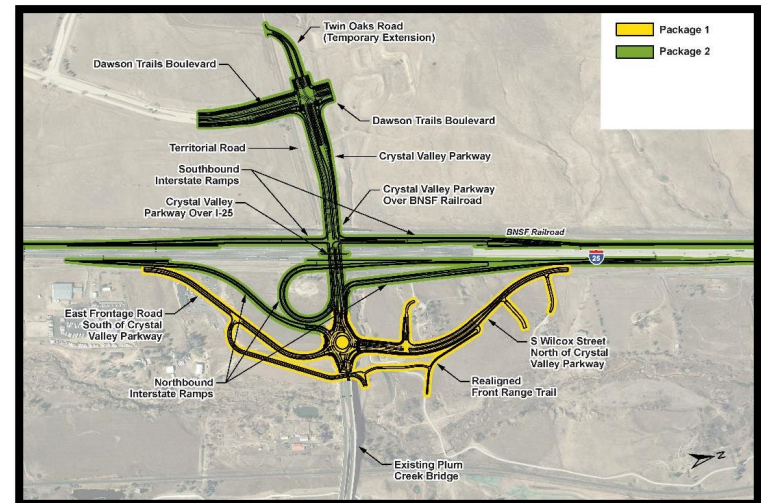 Twin Oaks Road
(Temporary Extension)
Package 1
Package 2
Dawson Trails Boulevard
Dawson Trails Boulevard
Territorial Road
Crystal Valley Parkway
Southbound
Interstate Ramps
Crystal Valley Parkway
Over BNSF Railroad
Crystal Valley
Parkway Over I-25
BNSF Railroad
25
East Frontage Road
South of Crystal
Valley Parkway
S Wilcox Street
North of Crystal
Valley Parkway
Northbound
Interstate Ramps
Realigned
Front Range Trail
Existing Plum
Creek Bridge
N